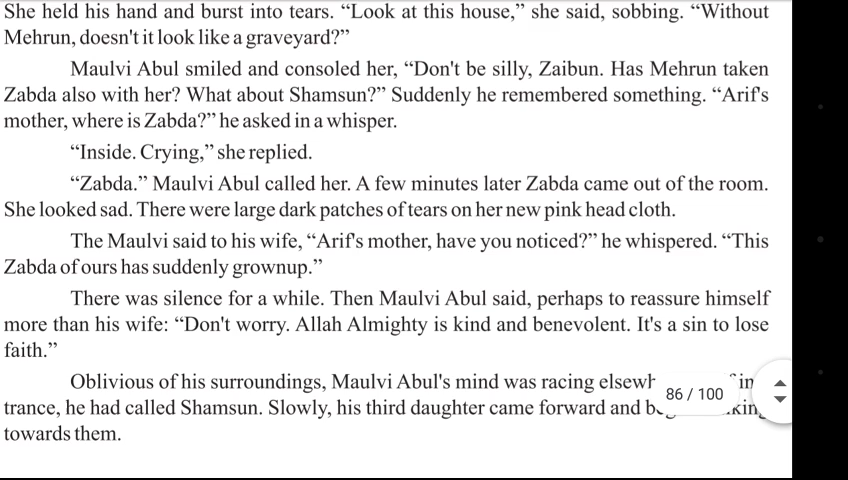 She held his hand and burst into tears. “Look at this house,” she said, sobbing. “Without
Mehrun, doesn't it look like a graveyard?”
Maulvi Abul smiled and consoled her, “Don't be silly, Zaibun. Has Mehrun taken
Zabda also with her? What about Shamsun?” Suddenly he remembered something. “Arif's
mother, where is Zabda?” he asked in a whisper.
“Inside. Crying,” she replied.
“Zabda.” Maulvi Abul called her. A few minutes later Zabda came out of the room.
She looked sad. There were large dark patches of tears on her new pink head cloth.
The Maulvi said to his wife, “Arif's mother, have you noticed?” he whispered. “This
Zabda of ours has suddenly grownup.”
There was silence for a while. Then Maulvi Abul said, perhaps to reassure himself
more than his wife: “Don't worry. Allah Almighty is kind and benevolent. It's a sin to lose
faith.”
Oblivious of his surroundings, Maulvi Abul's mind was racing in
86 / 100
trance, he had called Shamsun. Slowly, his third daughter came forward and
towards them.